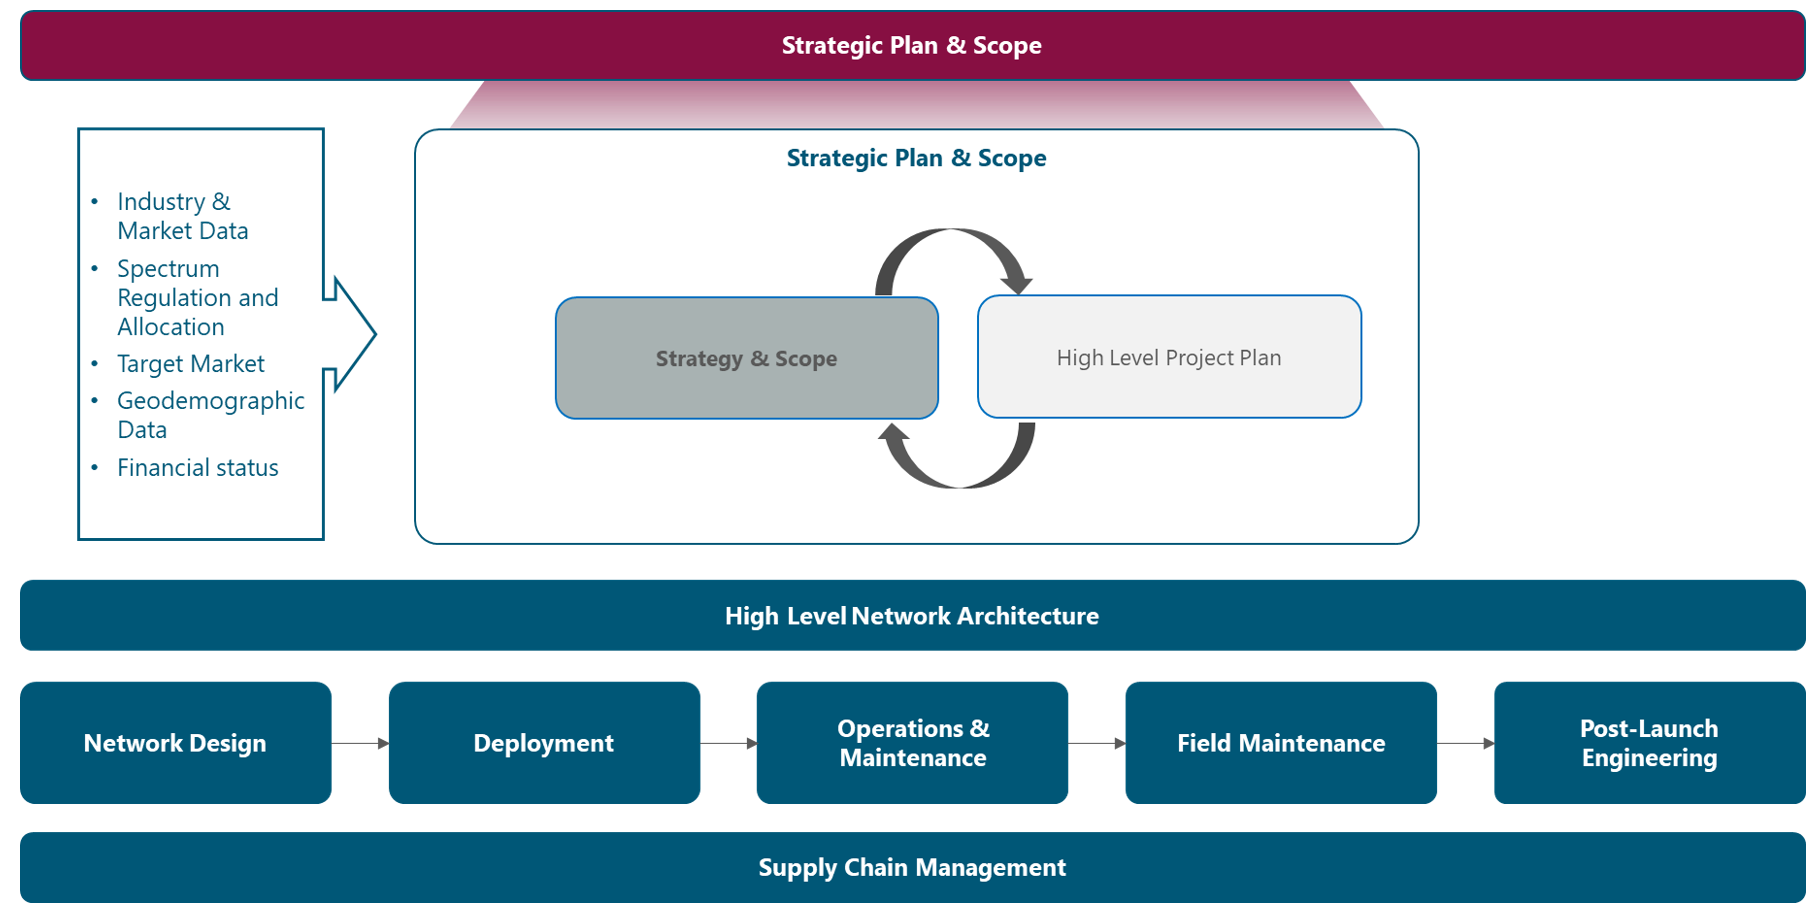 Strategic Plan & Scope
Strategic Plan & Scope
• Industry &
Market Data
• Spectrum
Regulation and
Allocation
• Target Market
• Geodemographic
Data
• Financial status
Strategy & Scope
High Level Project Plan
High Level Network Architecture
Network Design
Deployment
Operations &
Maintenance
Field Maintenance
Post-Launch
Engineering
Supply Chain Management